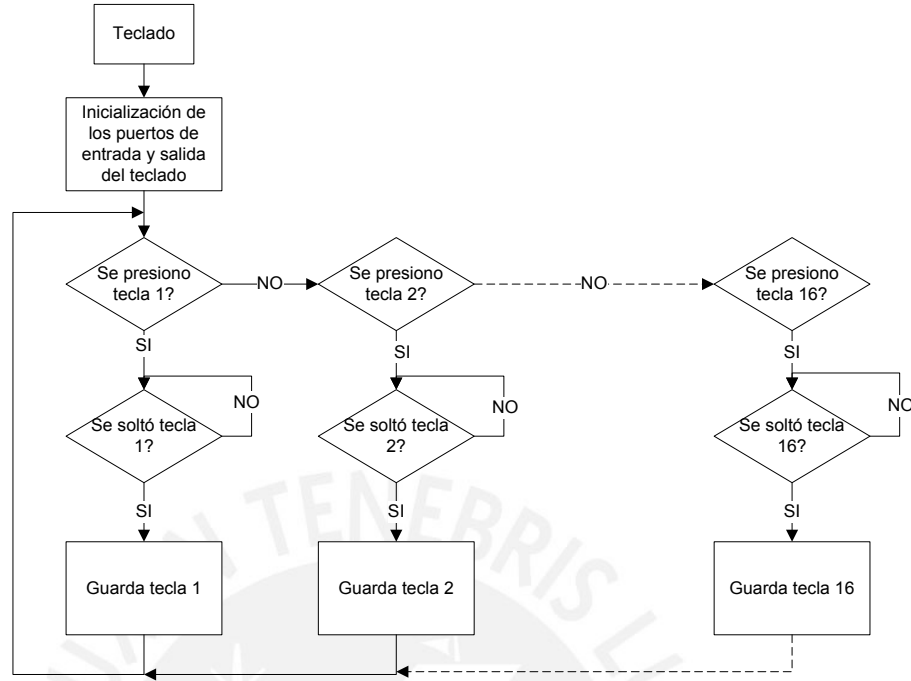 Teclado
Inicialización de
los puertos de
entrada y salida
del teclado
Se presiono
tecla 1?
NO
Se presiono
tecla 2?
NO
Se presiono
tecla 16?
SI
SI
SI
Se soltó tecla
1?
NO
Se soltó tecla
2?
NO
Se soltó tecla
16?
NO
SI
SI
SI
Guarda tecla 1
Guarda tecla 2
Guarda tecla 16
TENEBRIS